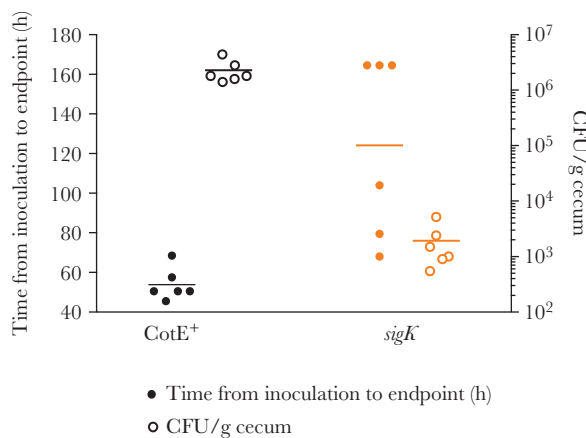 Time from inoculation to endpoint (h)
180
160
140
120
100
80
60
40
10⁷
10⁶
10⁵
10⁴
10³
10²
CFU/g cecum
CotE⁺
sigK
Time from inoculation to endpoint (h)
CFU/g cecum